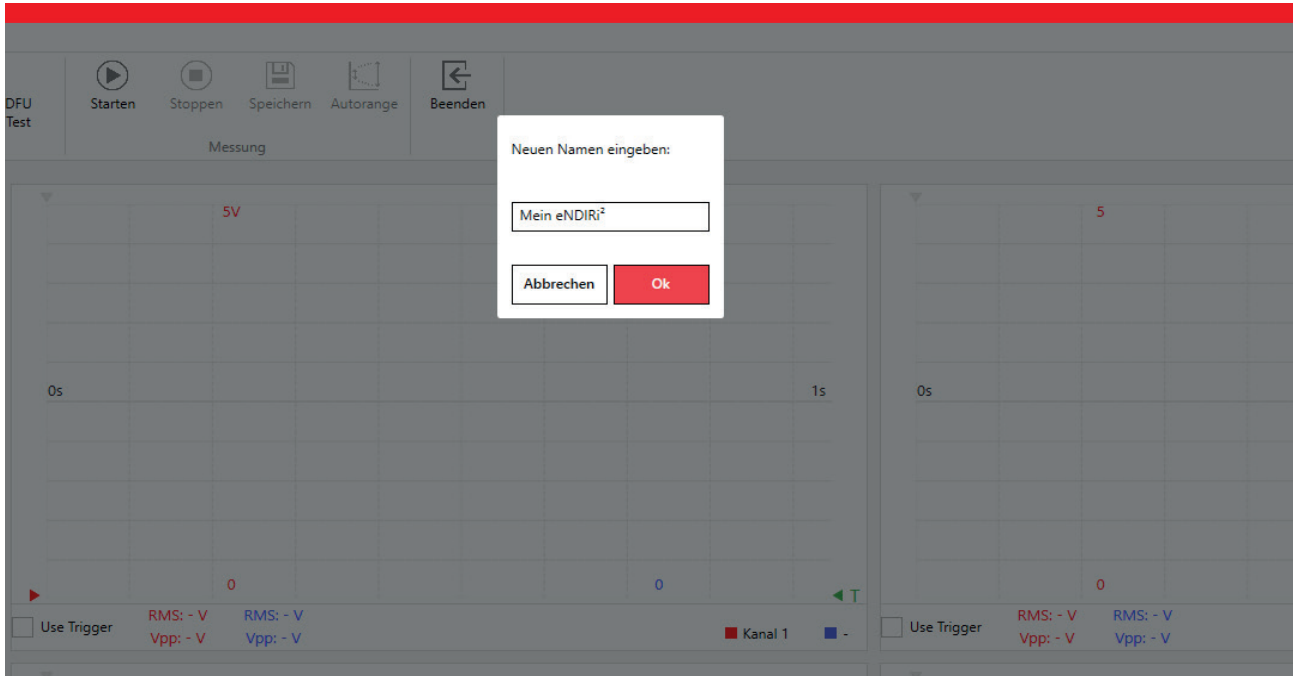 DFU
Test
Starten
Stoppen
Speichern
Autorange
Beenden
Messung
Neuen Namen eingeben:
Mein eNDIRi²
Abbrechen
Ok
5V
0s
1s
0
0
T
Use Trigger
RMS: - V
RMS: - V
Vpp: - V
Vpp: - V
Kanal 1
-
5
0s
0
Use Trigger
RMS: - V
RMS: - V
Vpp: - V
Vpp: - V